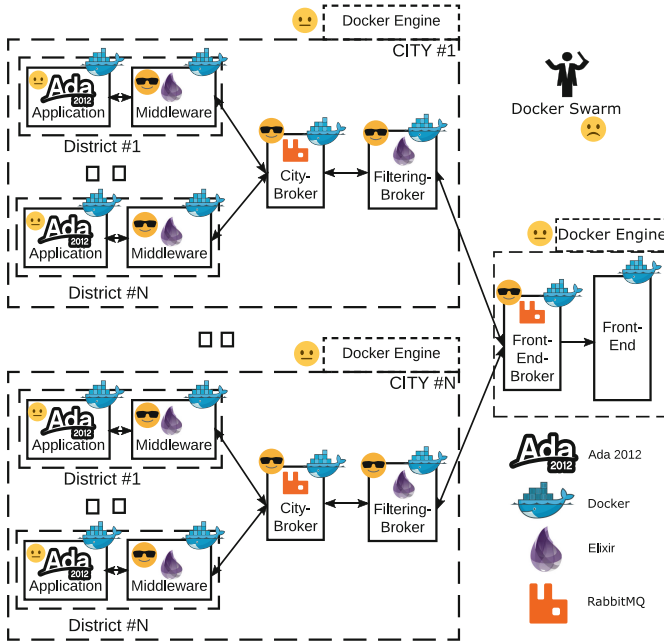 Docker Engine
CITY #1
Ada
2012
Application
Middleware
District #1
Ada
2012
Application
Middleware
District #N
City-
Broker
Filtering-
Broker
Docker Swarm
Docker Engine
Front-
End-
Broker
Front-
End
Docker Engine
CITY #N
Ada
2012
Application
Middleware
District #1
Ada
2012
Application
Middleware
District #N
City-
Broker
Filtering-
Broker
Ada
2012
Ada 2012
Docker
Elixir
RabbitMQ